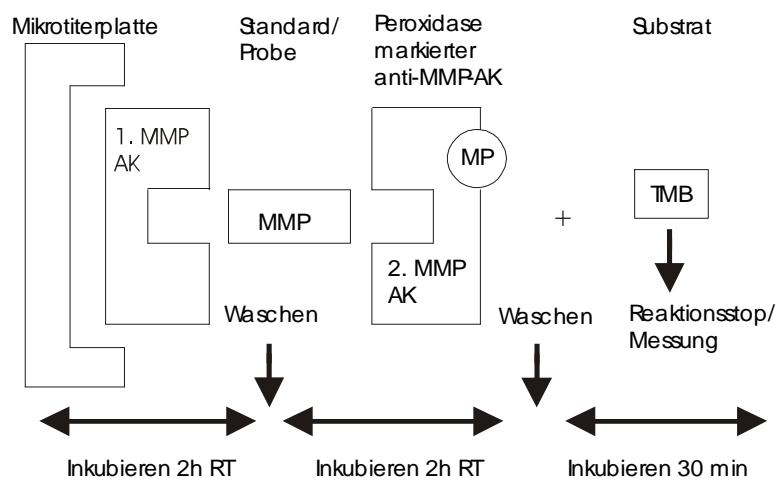 Mikrotiterplatte
Standard/
Probe
Peroxidase
markierter
anti-MMP-AK
Substrat
1. MMP
AK
MMP
MP
2. MMP
AK
+
TMB
Waschen
Waschen
Reaktionsstop/
Messung
Inkubieren 2h RT
Inkubieren 2h RT
Inkubieren 30 min